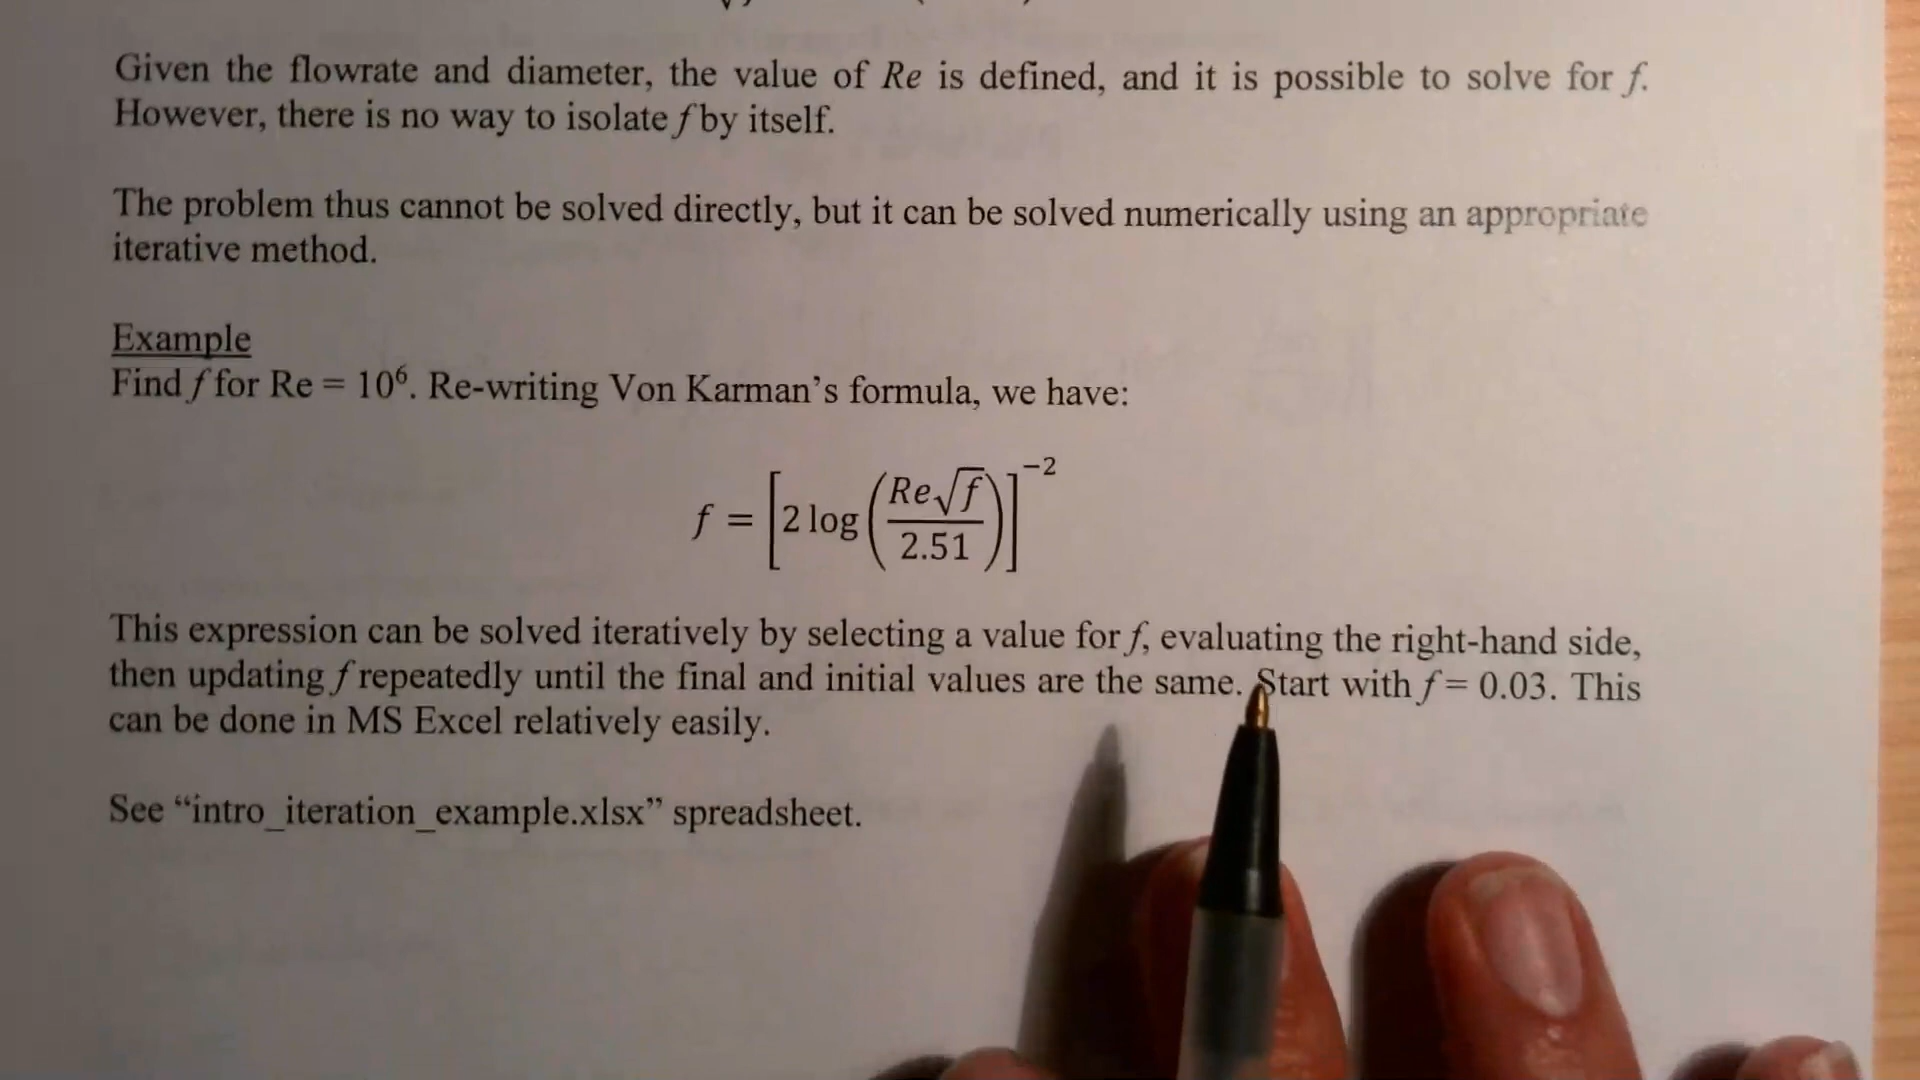 Given the flowrate and diameter, the value of Re is defined, and it is possible to solve for f.
However, there is no way to isolate f by itself.
The problem thus cannot be solved directly, but it can be solved numerically using an appropriate
iterative method.
Example
Find f for Re = 10⁶. Re-writing Von Karman's formula, we have:
f = [2 log (Re√f / 2.51)]⁻²
This expression can be solved iteratively by selecting a value for f, evaluating the right-hand side,
then updating f repeatedly until the final and initial values are the same. Start with f = 0.03. This
can be done in MS Excel relatively easily.
See “intro_iteration_example.xlsx” spreadsheet.